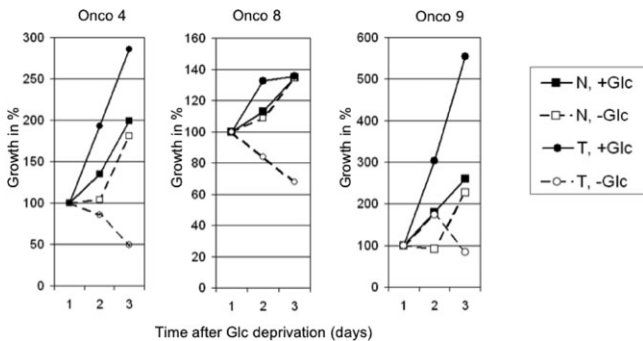 Onco 4
Onco 8
Onco 9
Growth in %
300
250
200
150
100
50
0
1 2 3
Growth in %
160
140
120
100
80
60
40
20
0
1 2 3
Growth in %
600
500
400
300
200
100
0
1 2 3
N, +Glc
N, -Glc
T, +Glc
T, -Glc
Time after Glc deprivation (days)